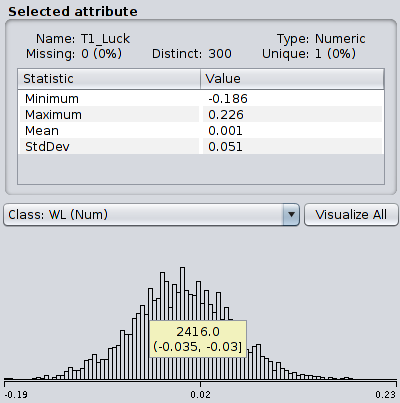 Selected attribute
Name: T1_Luck Type: Numeric
Missing: 0 (0%) Distinct: 300 Unique: 1 (0%)
Statistic Value
Minimum -0.186
Maximum 0.226
Mean 0.001
StdDev 0.051
Class: WL (Num) Visualize All
2416.0
(-0.035, -0.03]
-0.19 0.02 0.23